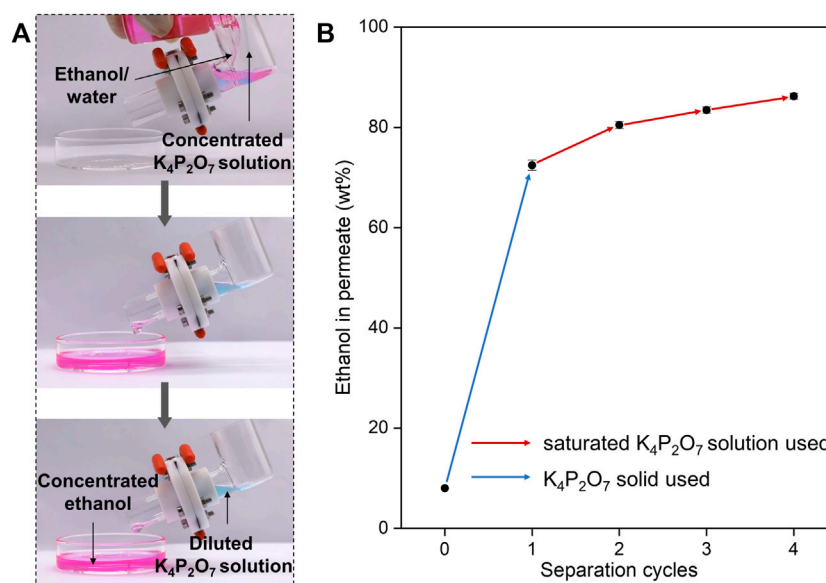 A
Ethanol/
water
Concentrated
K₄P₂O₇ solution
Concentrated
ethanol
Diluted
K₄P₂O₇ solution
B
Ethanol in permeate (wt%)
100
80
60
40
20
0
saturated K₄P₂O₇ solution used
K₄P₂O₇ solid used
0 1 2 3 4
Separation cycles